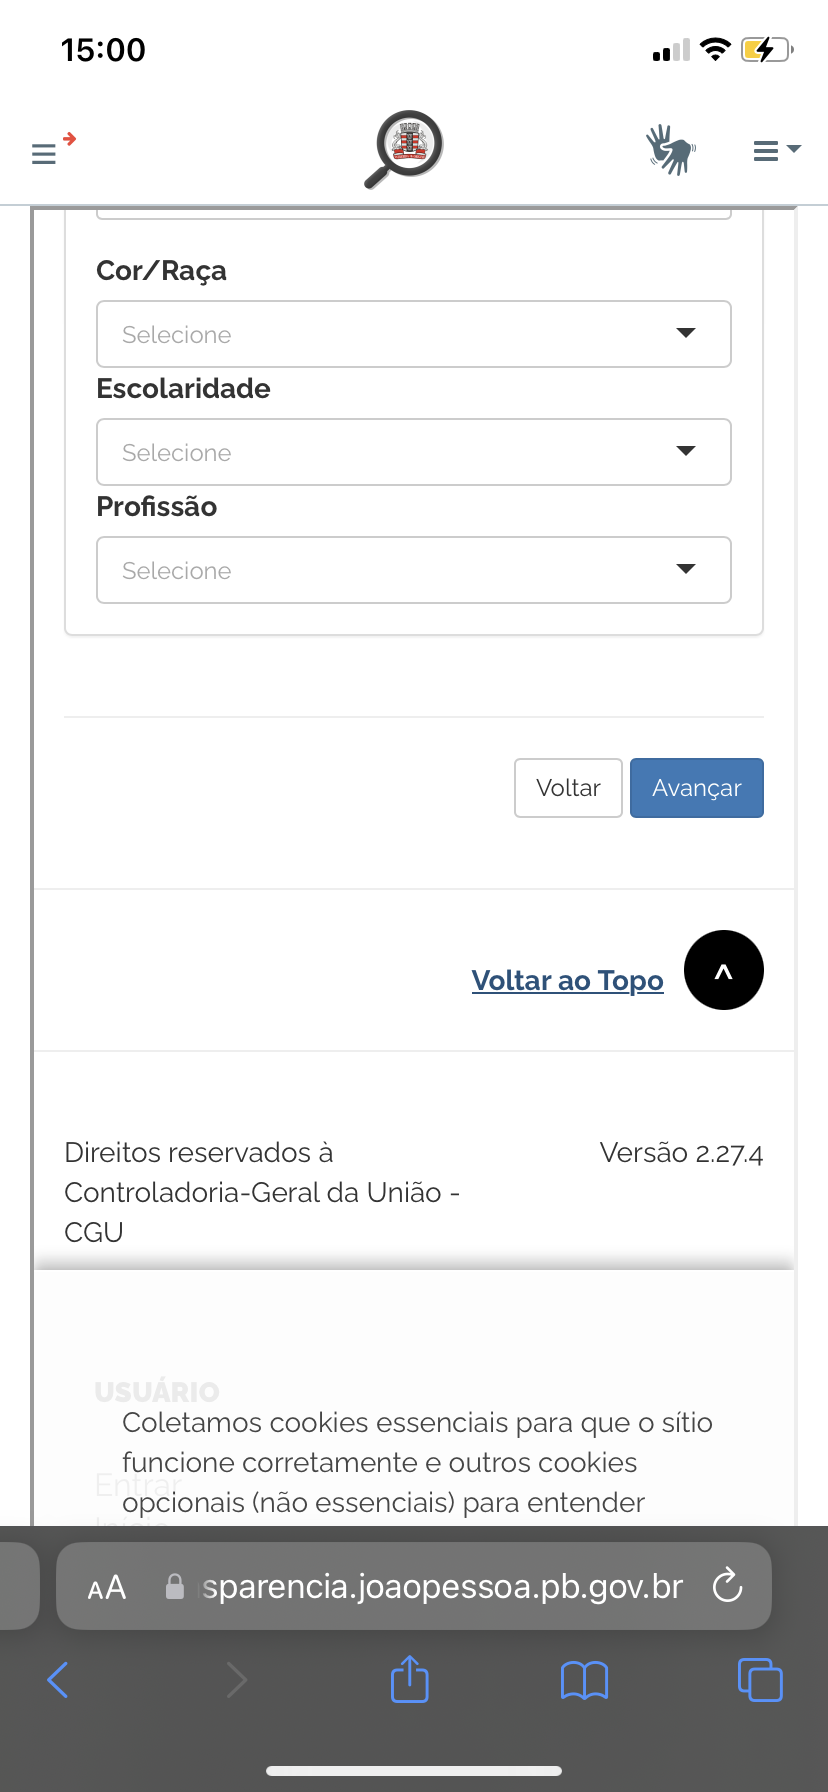 15:00
Cor/Raça
Selecione
Escolaridade
Selecione
Profissão
Selecione
Voltar
Avançar
Voltar ao Topo
^
Direitos reservados à
Controladoria-Geral da União -
CGU
Versão 2.27.4
USUÁRIO
Coletamos cookies essenciais para que o sítio
funcione corretamente e outros cookies
Entrar
opcionais (não essenciais) para entender
AA
sparencia.joaopessoa.pb.gov.br